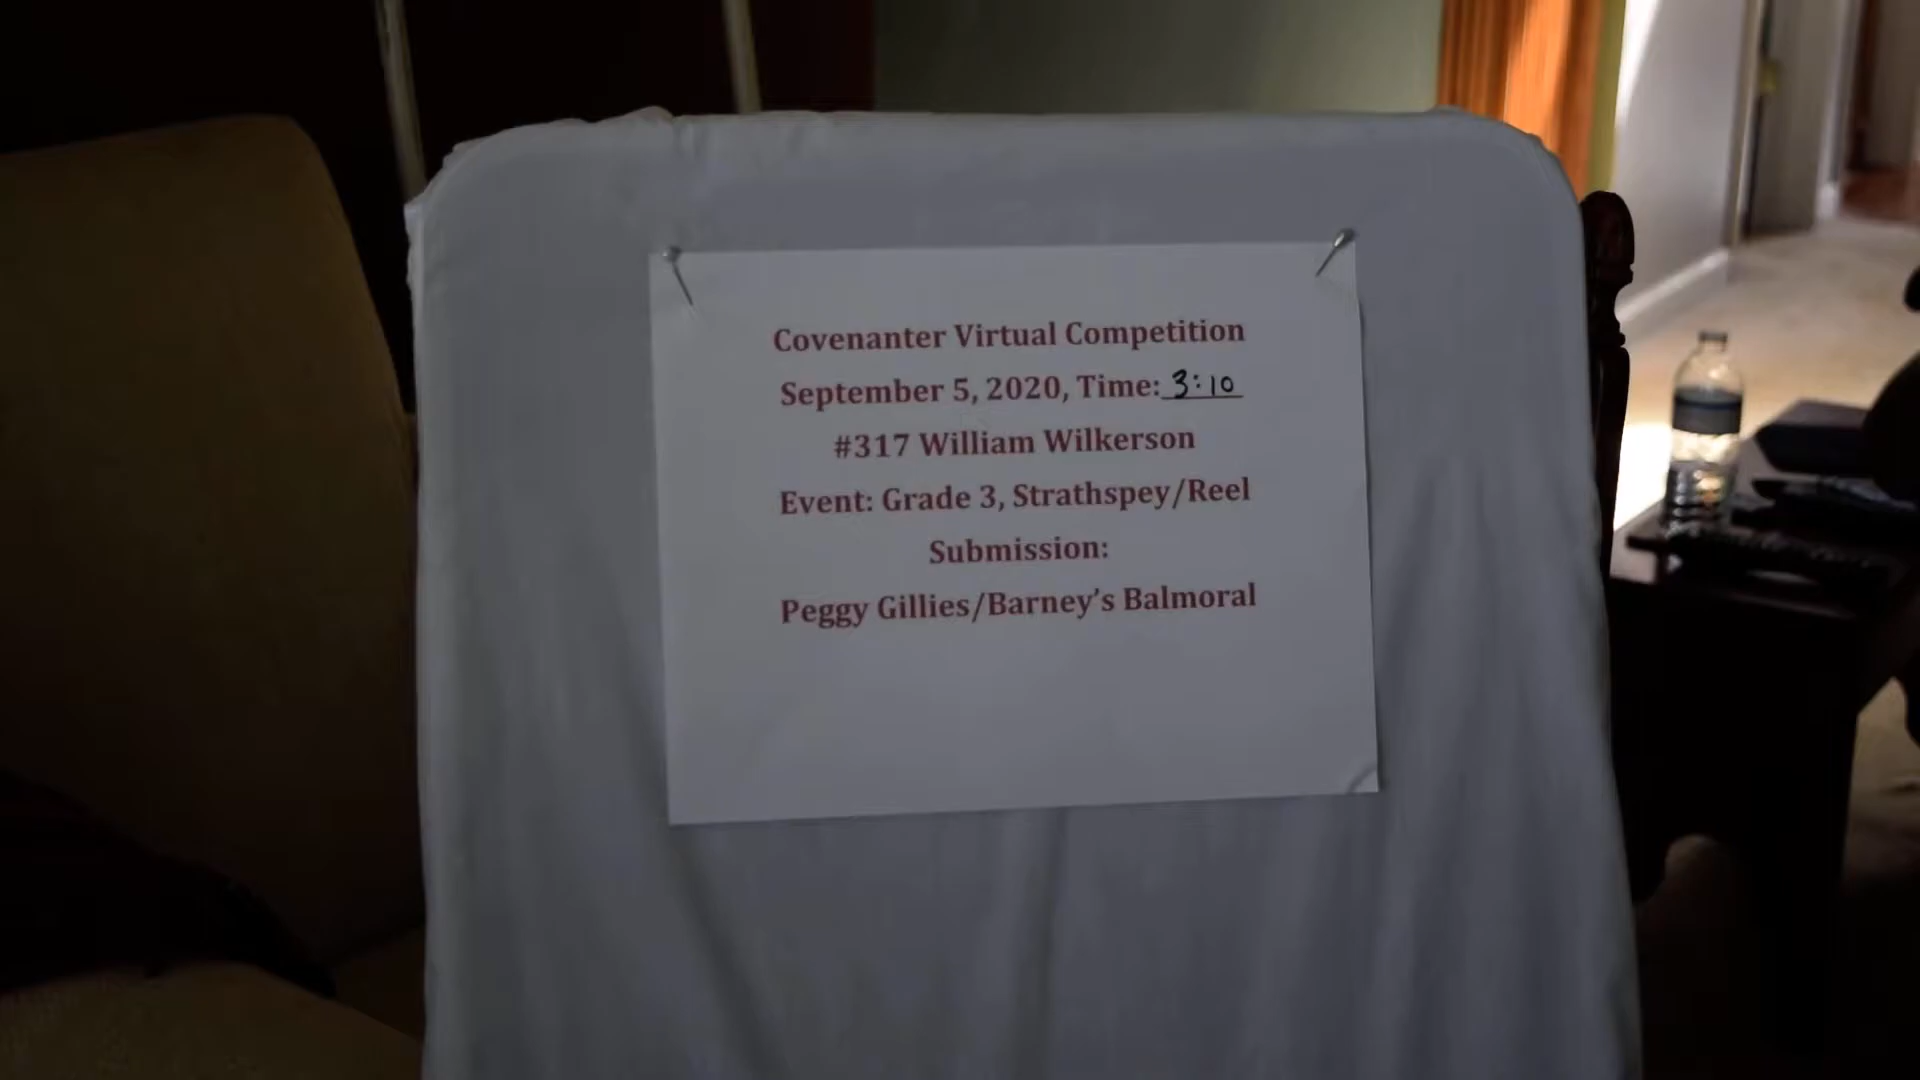 Covenanter Virtual Competition
September 5, 2020, Time: 3:10
#317 William Wilkerson
Event: Grade 3, Strathspey/Reel
Submission:
Peggy Gillies/Barney's Balmoral